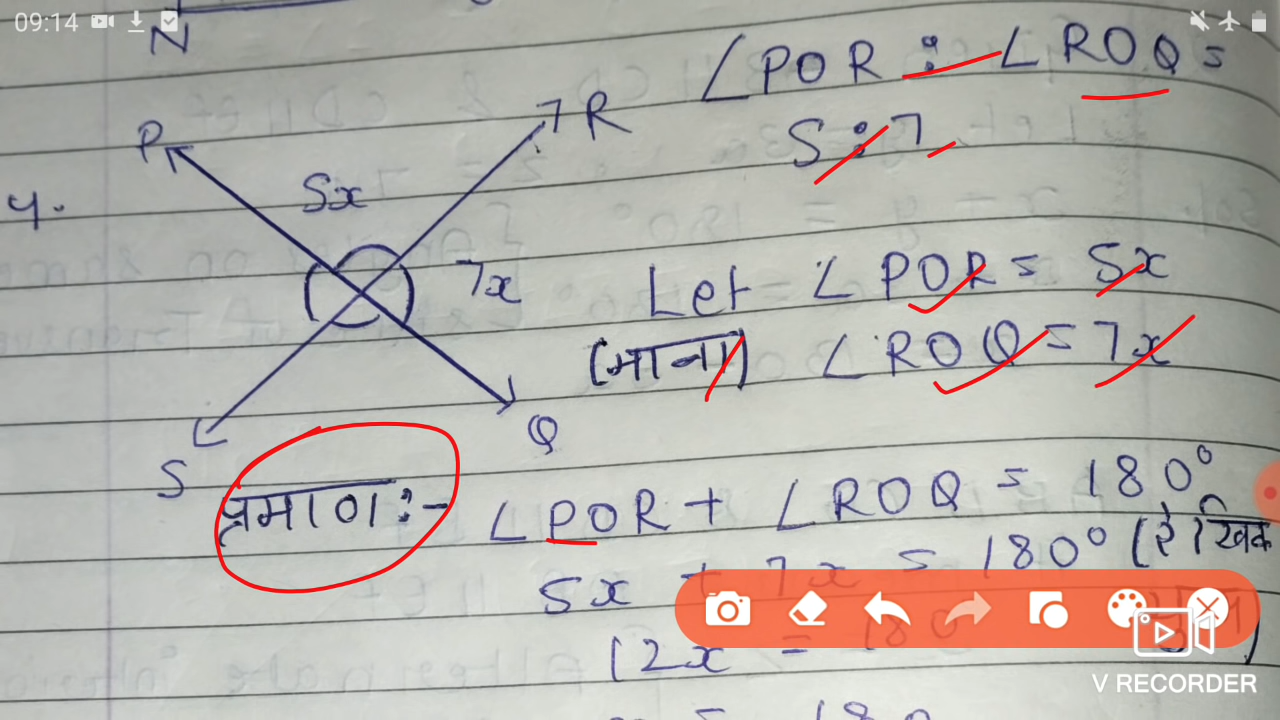 09:14
N
∠POR : ∠ROQ =
5 : 7
P
R
4.
5x
7x
Let ∠POR = 5x
(माना) ∠ROQ = 7x
S
Q
प्रमाण :- ∠POR + ∠ROQ = 180°
5x + 7x = 180° (रैखिक
12x = 180
180
V RECORDER